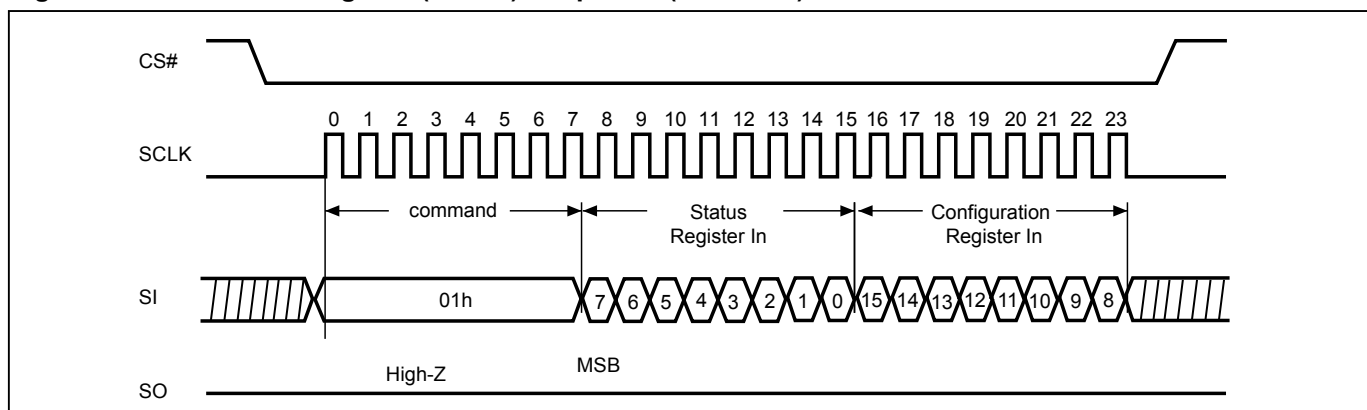 CS#
0 1 2 3 4 5 6 7 8 9 10 11 12 13 14 15 16 17 18 19 20 21 22 23
SCLK
command
Status
Register In
Configuration
Register In
SI
01h
7 6 5 4 3 2 1 0 15 14 13 12 11 10 9 8
High-Z
MSB
SO